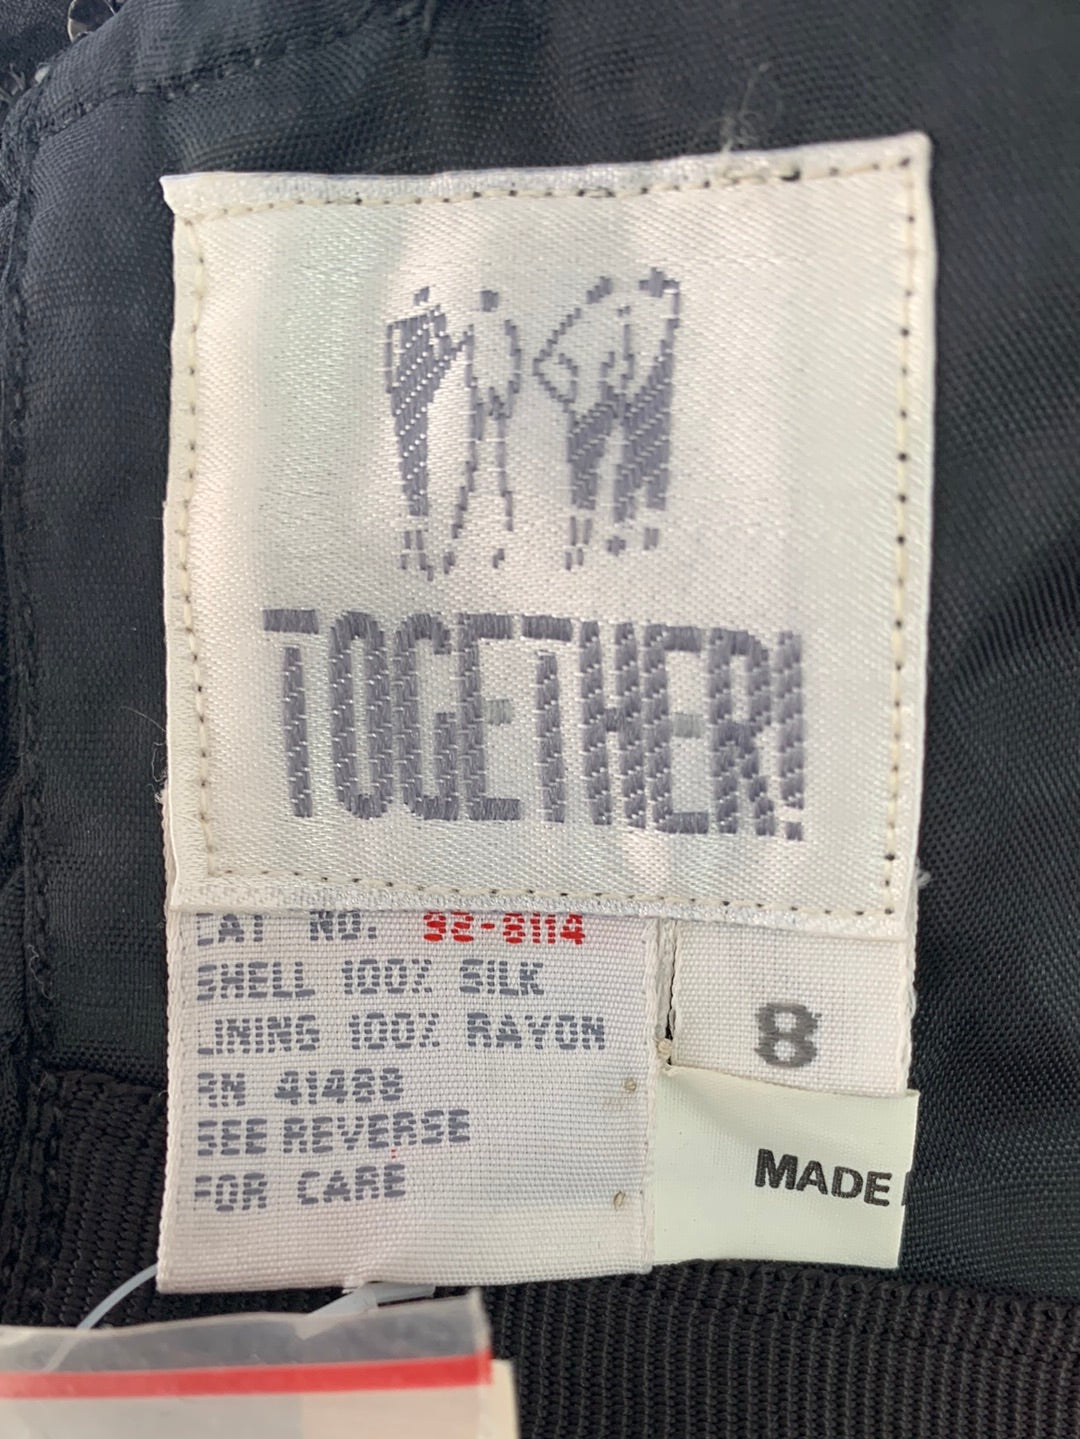 TOGETHER!
CAT NO. 92-8114
SHELL 100% SILK
LINING 100% RAYON
RN 41488
SEE REVERSE
FOR CARE
8
MADE